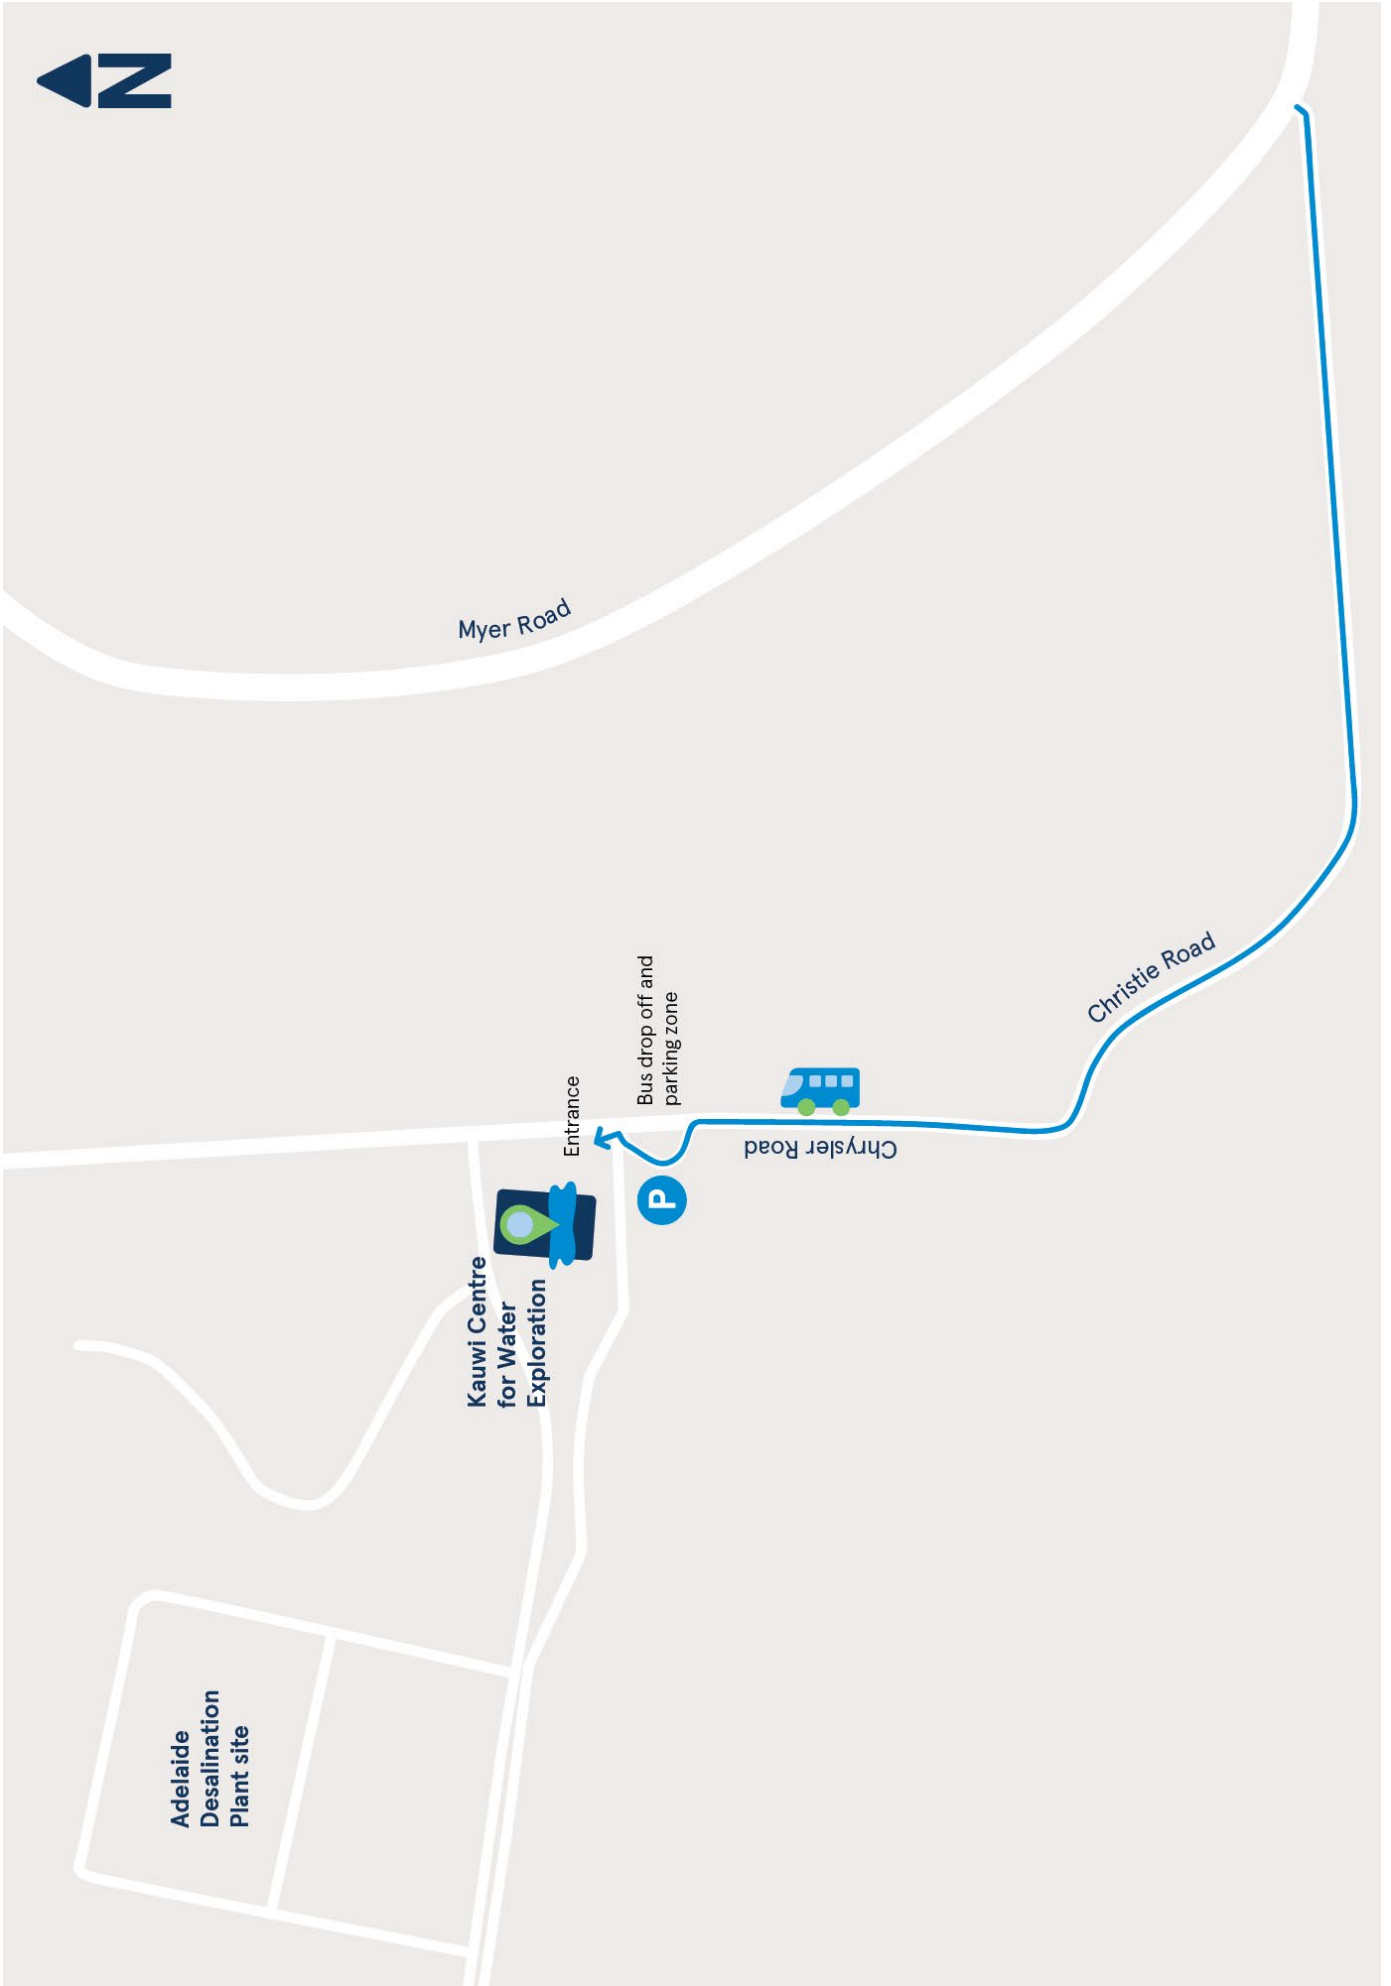 N
Myer Road
Christie Road
Chrysler Road
Bus drop off and
parking zone
Entrance
P
Kauwi Centre
for Water
Exploration
Adelaide
Desalination
Plant site